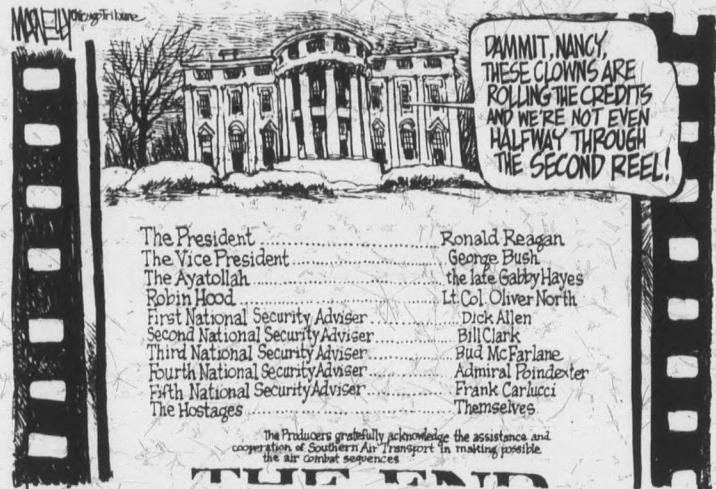 MacNelly Chicago Tribune
DAMMIT, NANCY,
THESE CLOWNS ARE
ROLLING THE CREDITS
AND WE'RE NOT EVEN
HALFWAY THROUGH
THE SECOND REEL!
The President .......................... Ronald Reagan
The Vice President .................... George Bush
The Ayatollah .......................... the late Gabby Hayes
Robin Hood ............................. Lt. Col. Oliver North
First National Security Adviser ........ Dick Allen
Second National Security Adviser ....... Bill Clark
Third National Security Adviser ........ Bud McFarlane
Fourth National Security Adviser ....... Admiral Poindexter
Fifth National Security Adviser ........ Frank Carlucci
The Hostages ........................... Themselves
The Producers gratefully acknowledge the assistance and
cooperation of Southern Air Transport in making possible
the air combat sequences
THE END